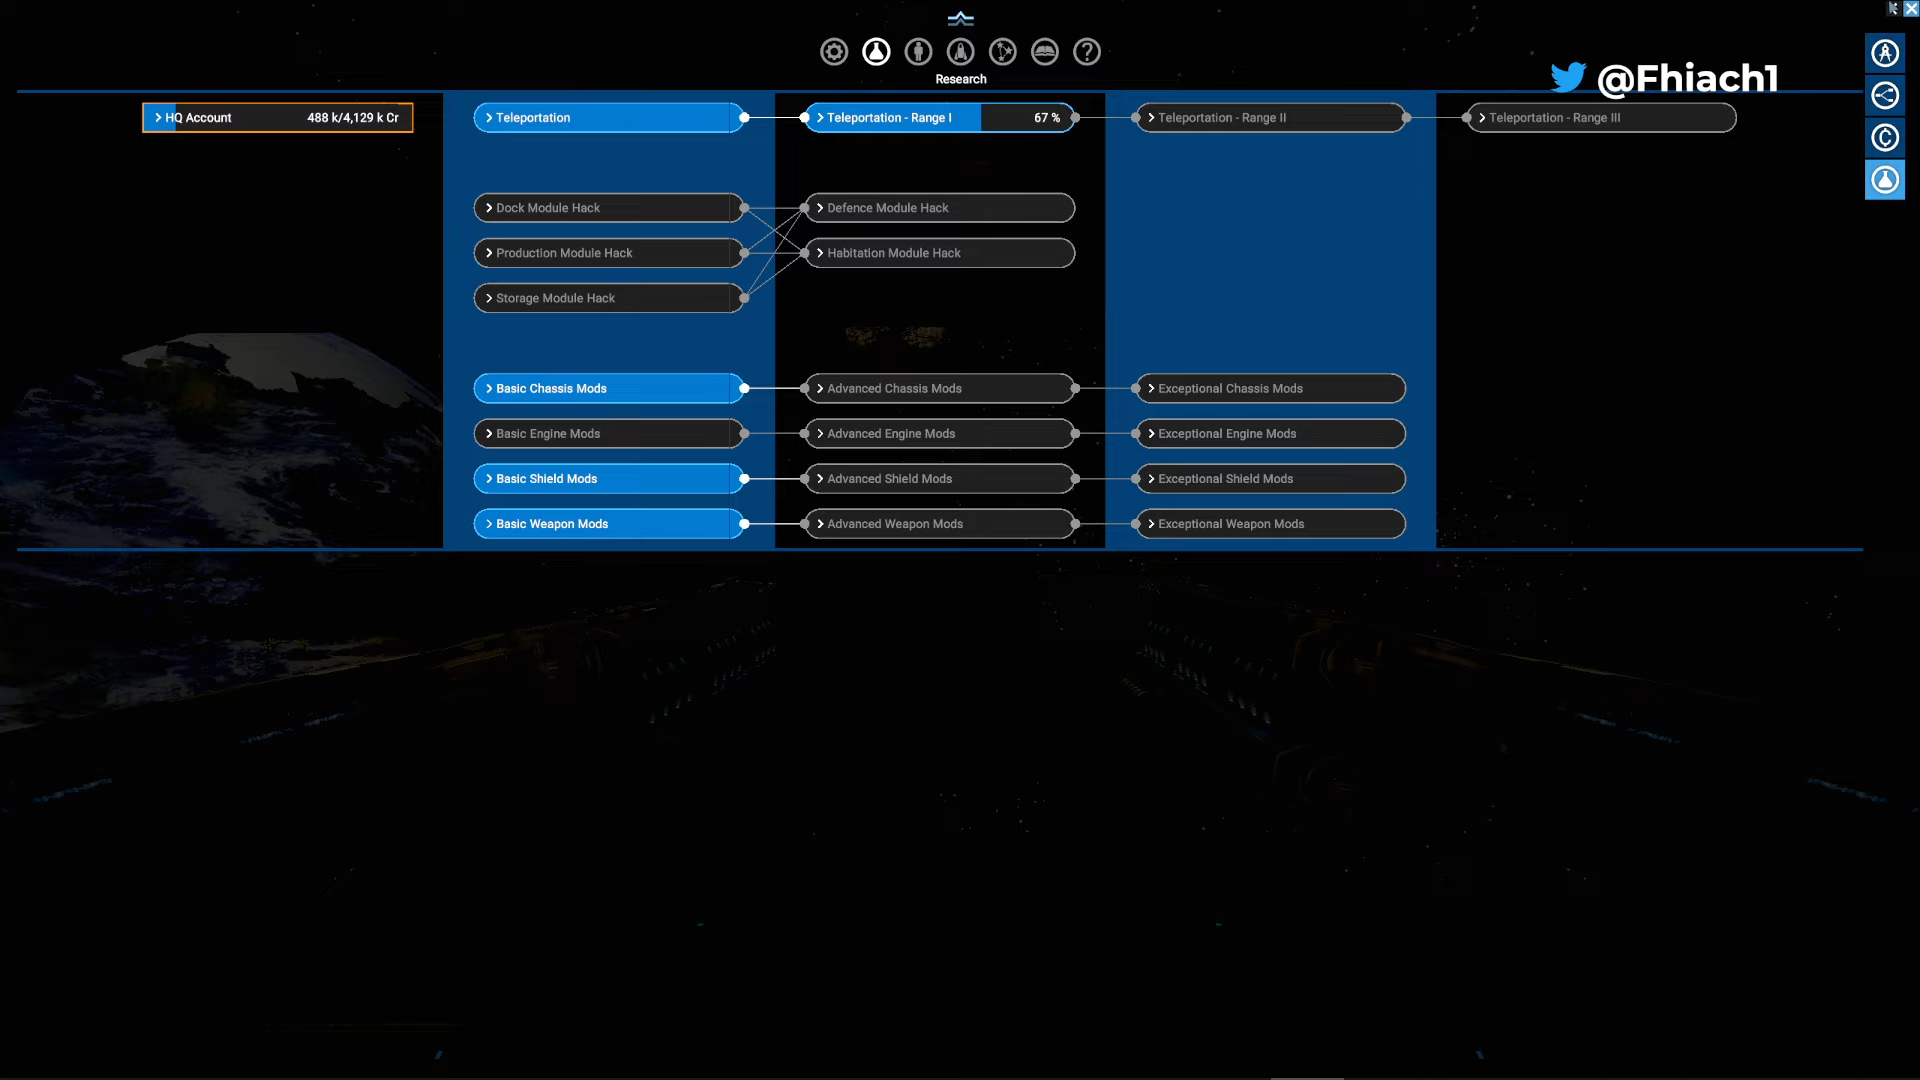 Research
@Fhiach1
HQ Account 488 k/4,129 k Cr
Teleportation
Teleportation - Range I 67 %
Teleportation - Range II
Teleportation - Range III
Dock Module Hack
Defence Module Hack
Production Module Hack
Habitation Module Hack
Storage Module Hack
Basic Chassis Mods
Advanced Chassis Mods
Exceptional Chassis Mods
Basic Engine Mods
Advanced Engine Mods
Exceptional Engine Mods
Basic Shield Mods
Advanced Shield Mods
Exceptional Shield Mods
Basic Weapon Mods
Advanced Weapon Mods
Exceptional Weapon Mods